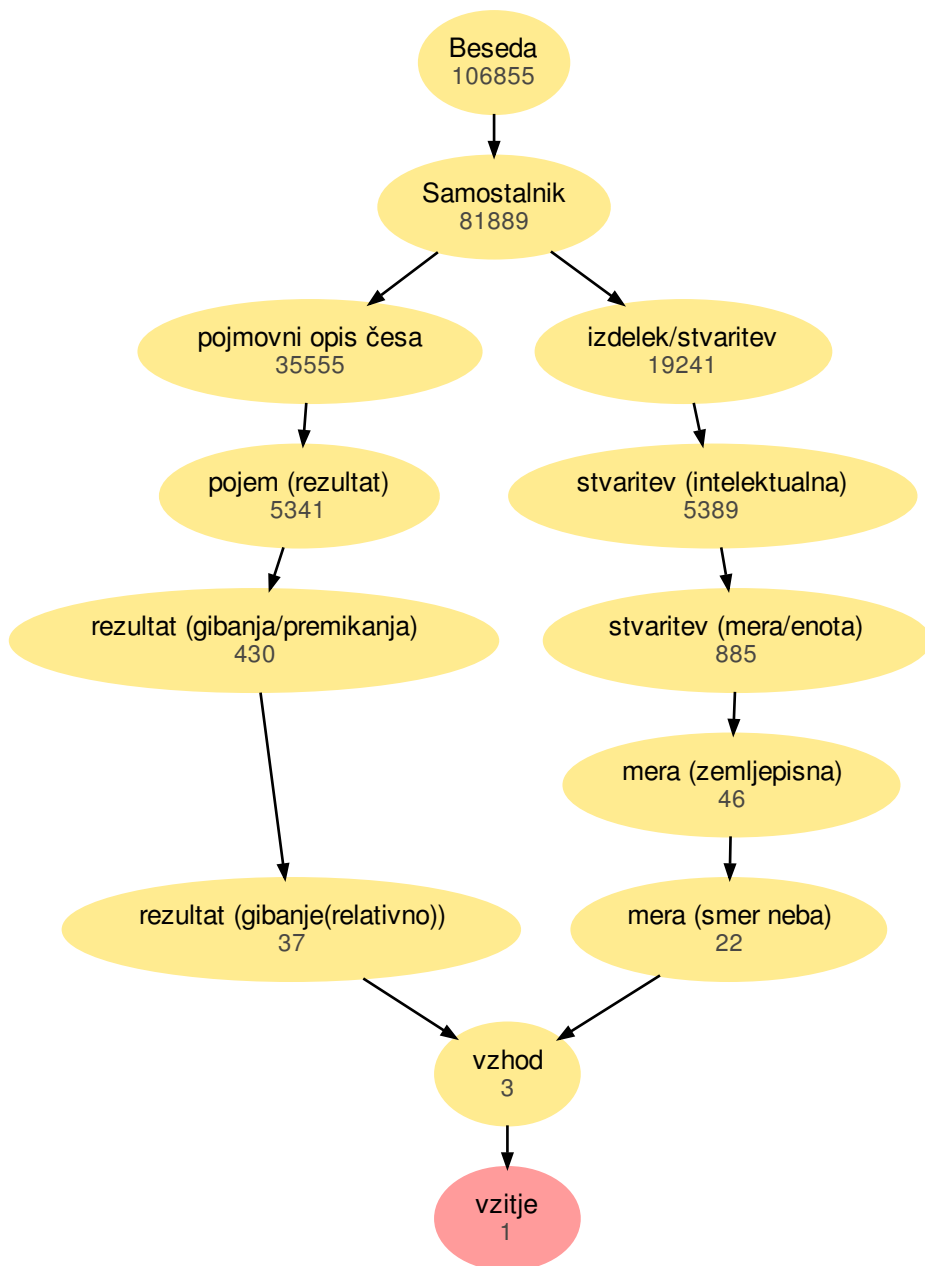 Beseda
106855
Samostalnik
81889
pojmovni opis česa
35555
izdelek/stvaritev
19241
pojem (rezultat)
5341
stvaritev (intelektualna)
5389
rezultat (gibanja/premikanja)
430
stvaritev (mera/enota)
885
mera (zemljepisna)
46
rezultat (gibanje(relativno))
37
mera (smer neba)
22
vzhod
3
vzitje
1